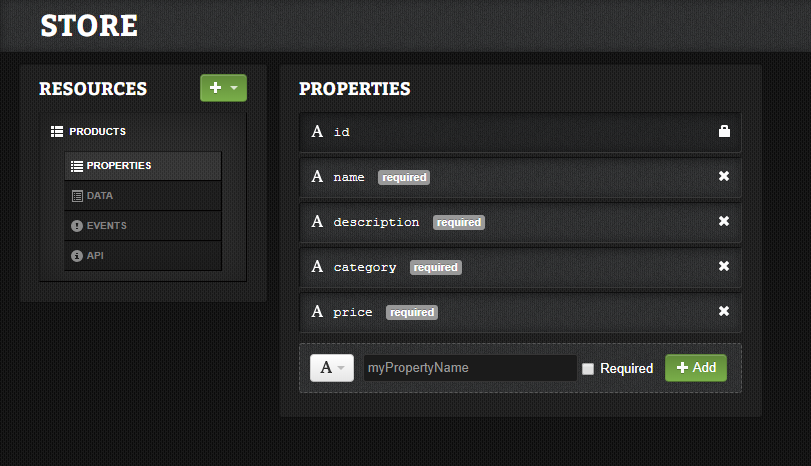 STORE
RESOURCES
PRODUCTS
PROPERTIES
DATA
EVENTS
API
PROPERTIES
A id
A name required
A description required
A category required
A price required
A myPropertyName Required Add